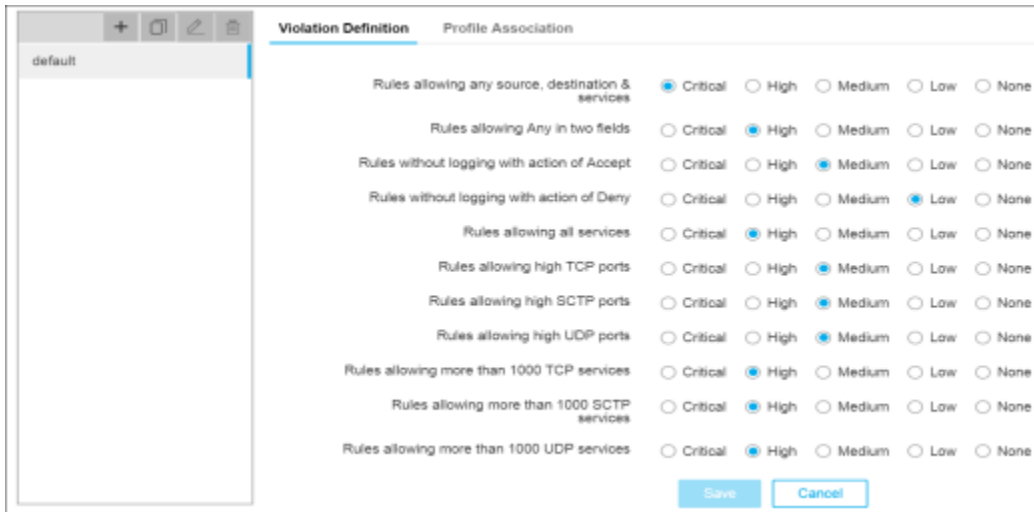 default
Violation Definition Profile Association
Rules allowing any source, destination &
services Critical High Medium Low None
Rules allowing Any in two fields Critical High Medium Low None
Rules without logging with action of Accept Critical High Medium Low None
Rules without logging with action of Deny Critical High Medium Low None
Rules allowing all services Critical High Medium Low None
Rules allowing high TCP ports Critical High Medium Low None
Rules allowing high SCTP ports Critical High Medium Low None
Rules allowing high UDP ports Critical High Medium Low None
Rules allowing more than 1000 TCP services Critical High Medium Low None
Rules allowing more than 1000 SCTP
services Critical High Medium Low None
Rules allowing more than 1000 UDP services Critical High Medium Low None
Save Cancel